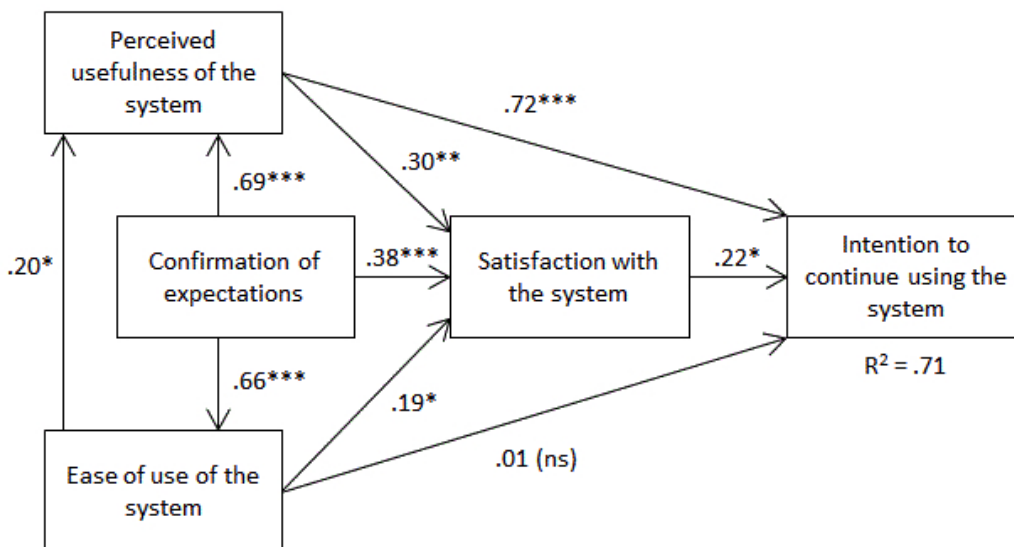 Perceived
usefulness of the
system
.72***
.30**
.69***
.20*
Confirmation of
expectations
.38***
Satisfaction with
the system
.22*
Intention to
continue using the
system
R² = .71
.66***
.19*
.01 (ns)
Ease of use of the
system